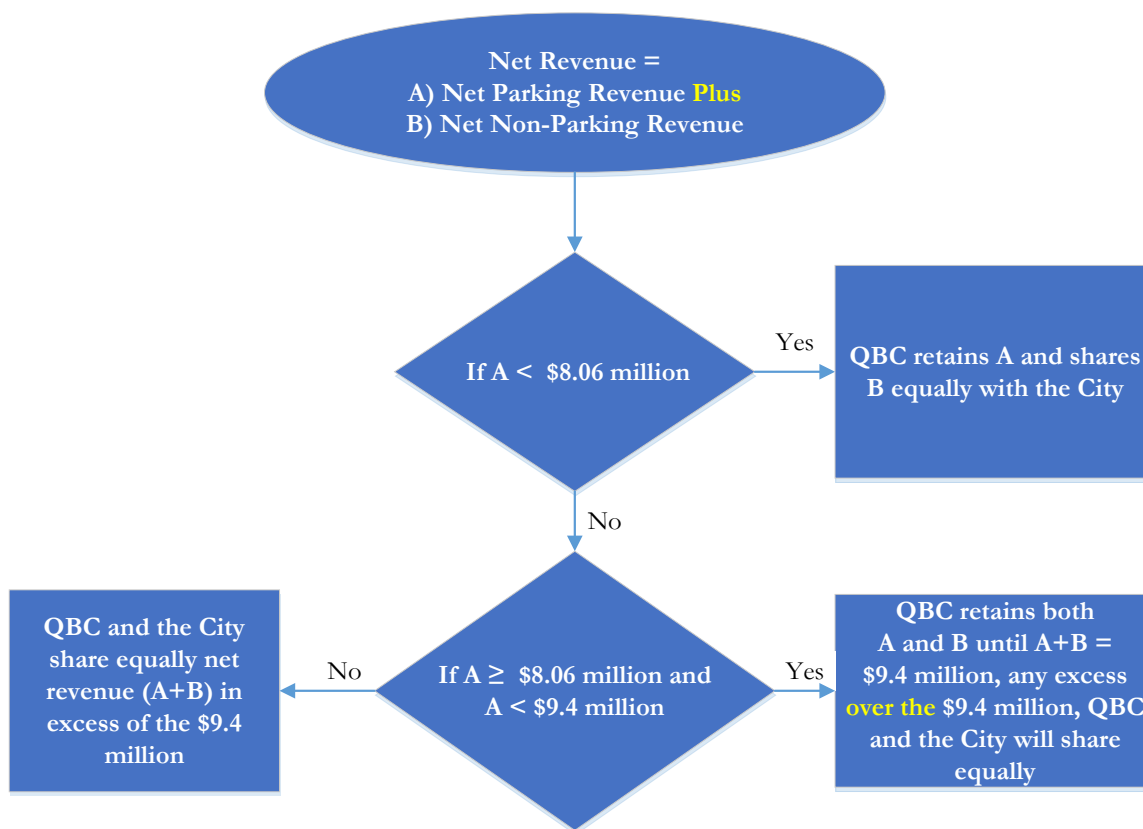 Net Revenue =
A) Net Parking Revenue Plus
B) Net Non-Parking Revenue
If A < $8.06 million
Yes
QBC retains A and shares
B equally with the City
No
If A ≥ $8.06 million and
A < $9.4 million
Yes
QBC retains both
A and B until A+B =
$9.4 million, any excess
over the $9.4 million, QBC
and the City will share
equally
No
QBC and the City
share equally net
revenue (A+B) in
excess of the $9.4
million